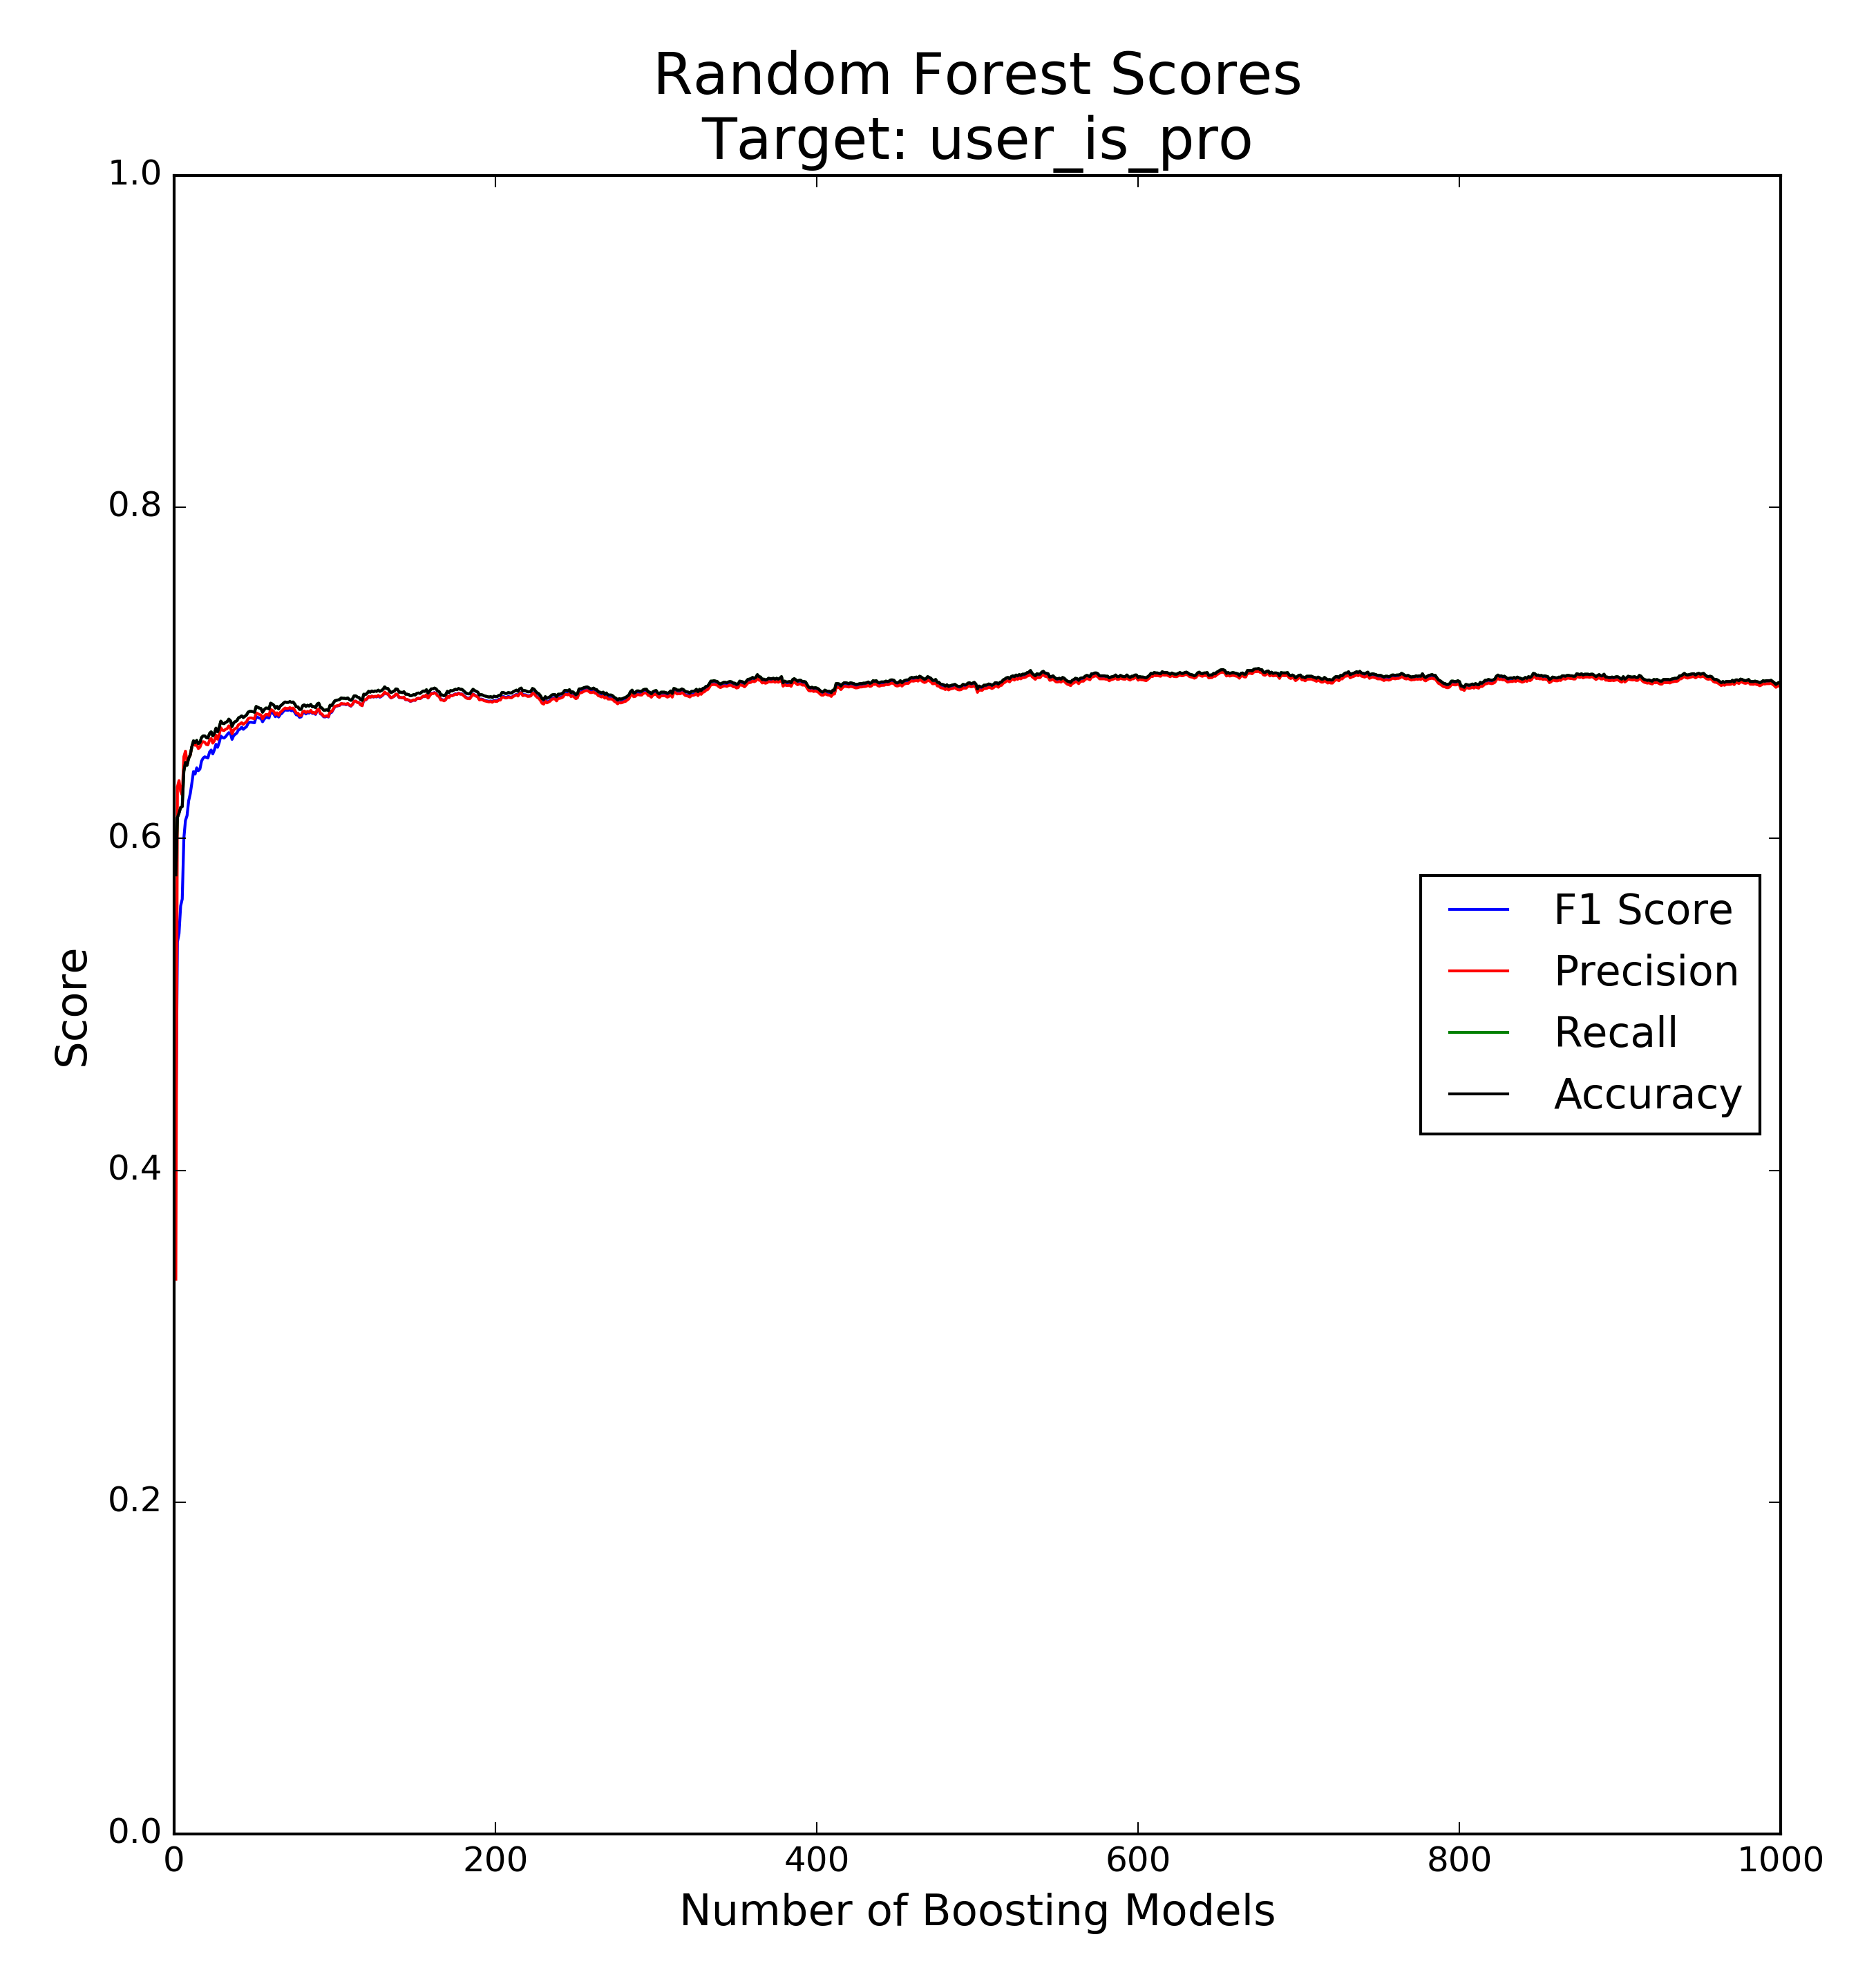 Random Forest Scores
Target: user_is_pro
1.0
0.8
0.6
0.4
0.2
0.0
Score
F1 Score
Precision
Recall
Accuracy
0 200 400 600 800 1000
Number of Boosting Models